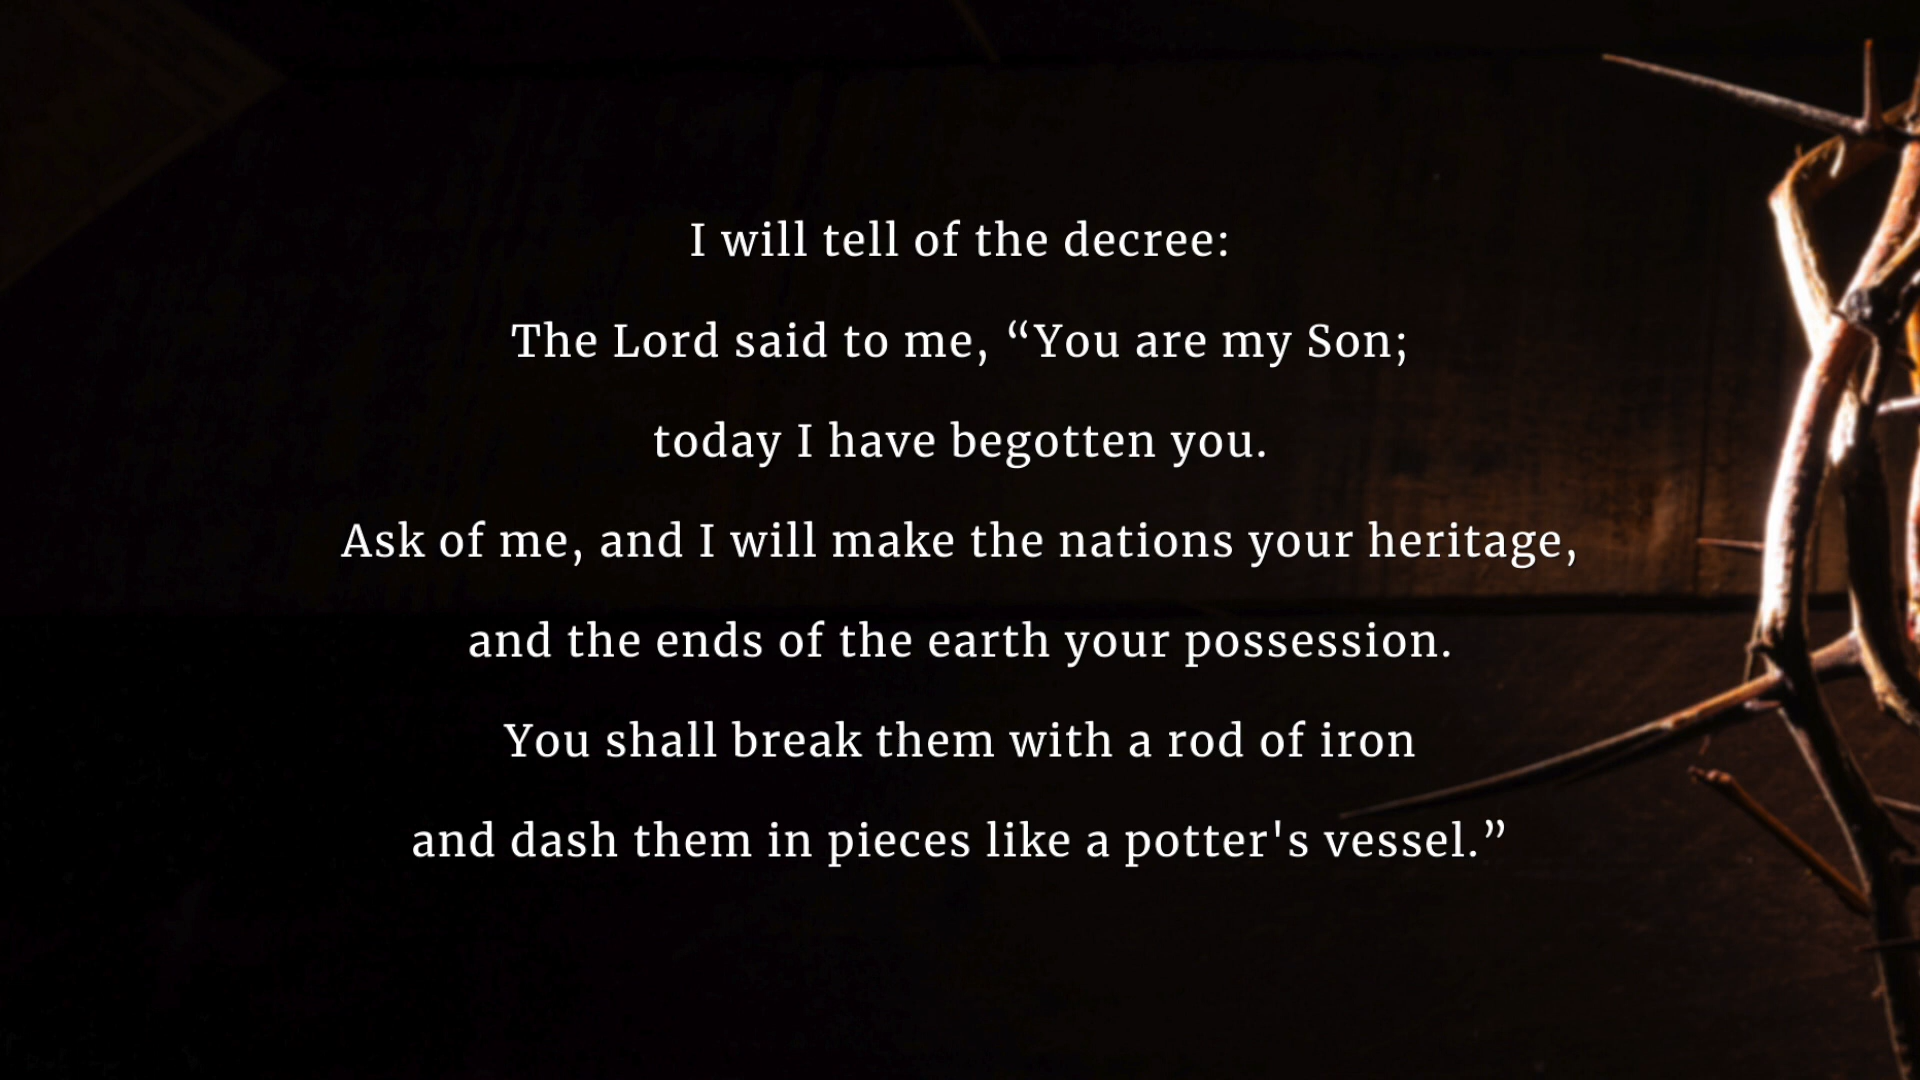 I will tell of the decree:
The Lord said to me, “You are my Son;
today I have begotten you.
Ask of me, and I will make the nations your heritage,
and the ends of the earth your possession.
You shall break them with a rod of iron
and dash them in pieces like a potter's vessel.”